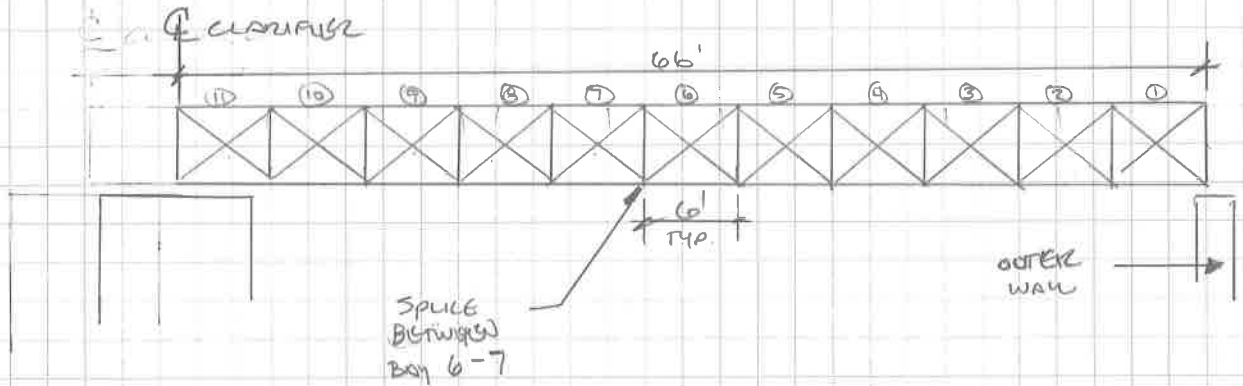 ℄ CLARIFIER
66'
⑪ ⑩ ⑨ ⑧ ⑦ ⑥ ⑤ ④ ③ ② ①
6'
TYP.
SPLICE
BETWEEN
BAY 6-7
OUTER
WALL